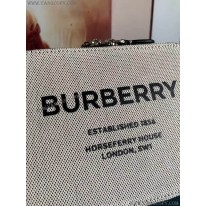 BURBERRY
ESTABLISHED 1856
HORSEFERRY HOUSE
LONDON, SW1